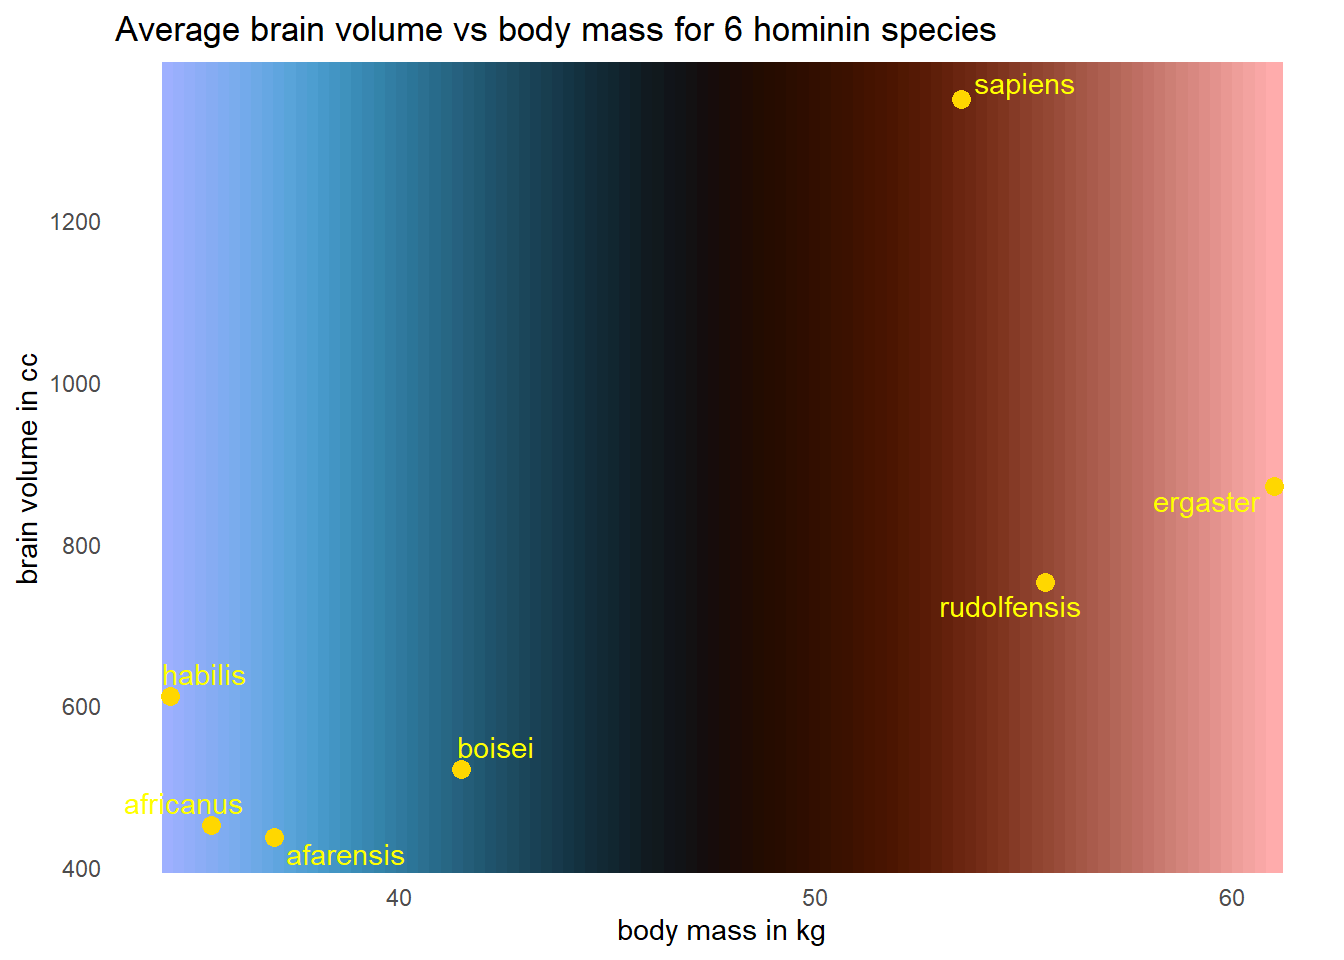 Average brain volume vs body mass for 6 hominin species
sapiens
1200
1000
brain volume in cc
ergaster
800
rudolfensis
habilis
600
boisei
africanus
afarensis
400
40 50 60
body mass in kg